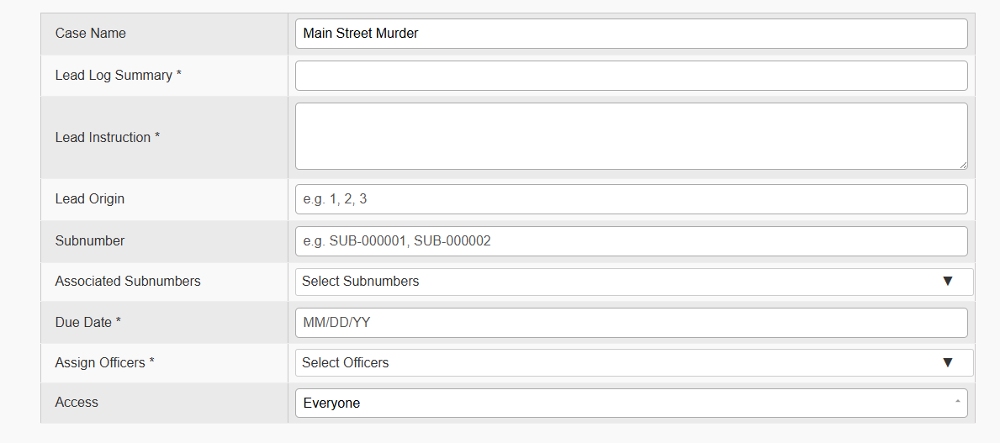 Case Name Main Street Murder
Lead Log Summary *
Lead Instruction *
Lead Origin e.g. 1, 2, 3
Subnumber e.g. SUB-000001, SUB-000002
Associated Subnumbers Select Subnumbers ▼
Due Date * MM/DD/YY
Assign Officers * Select Officers ▼
Access Everyone